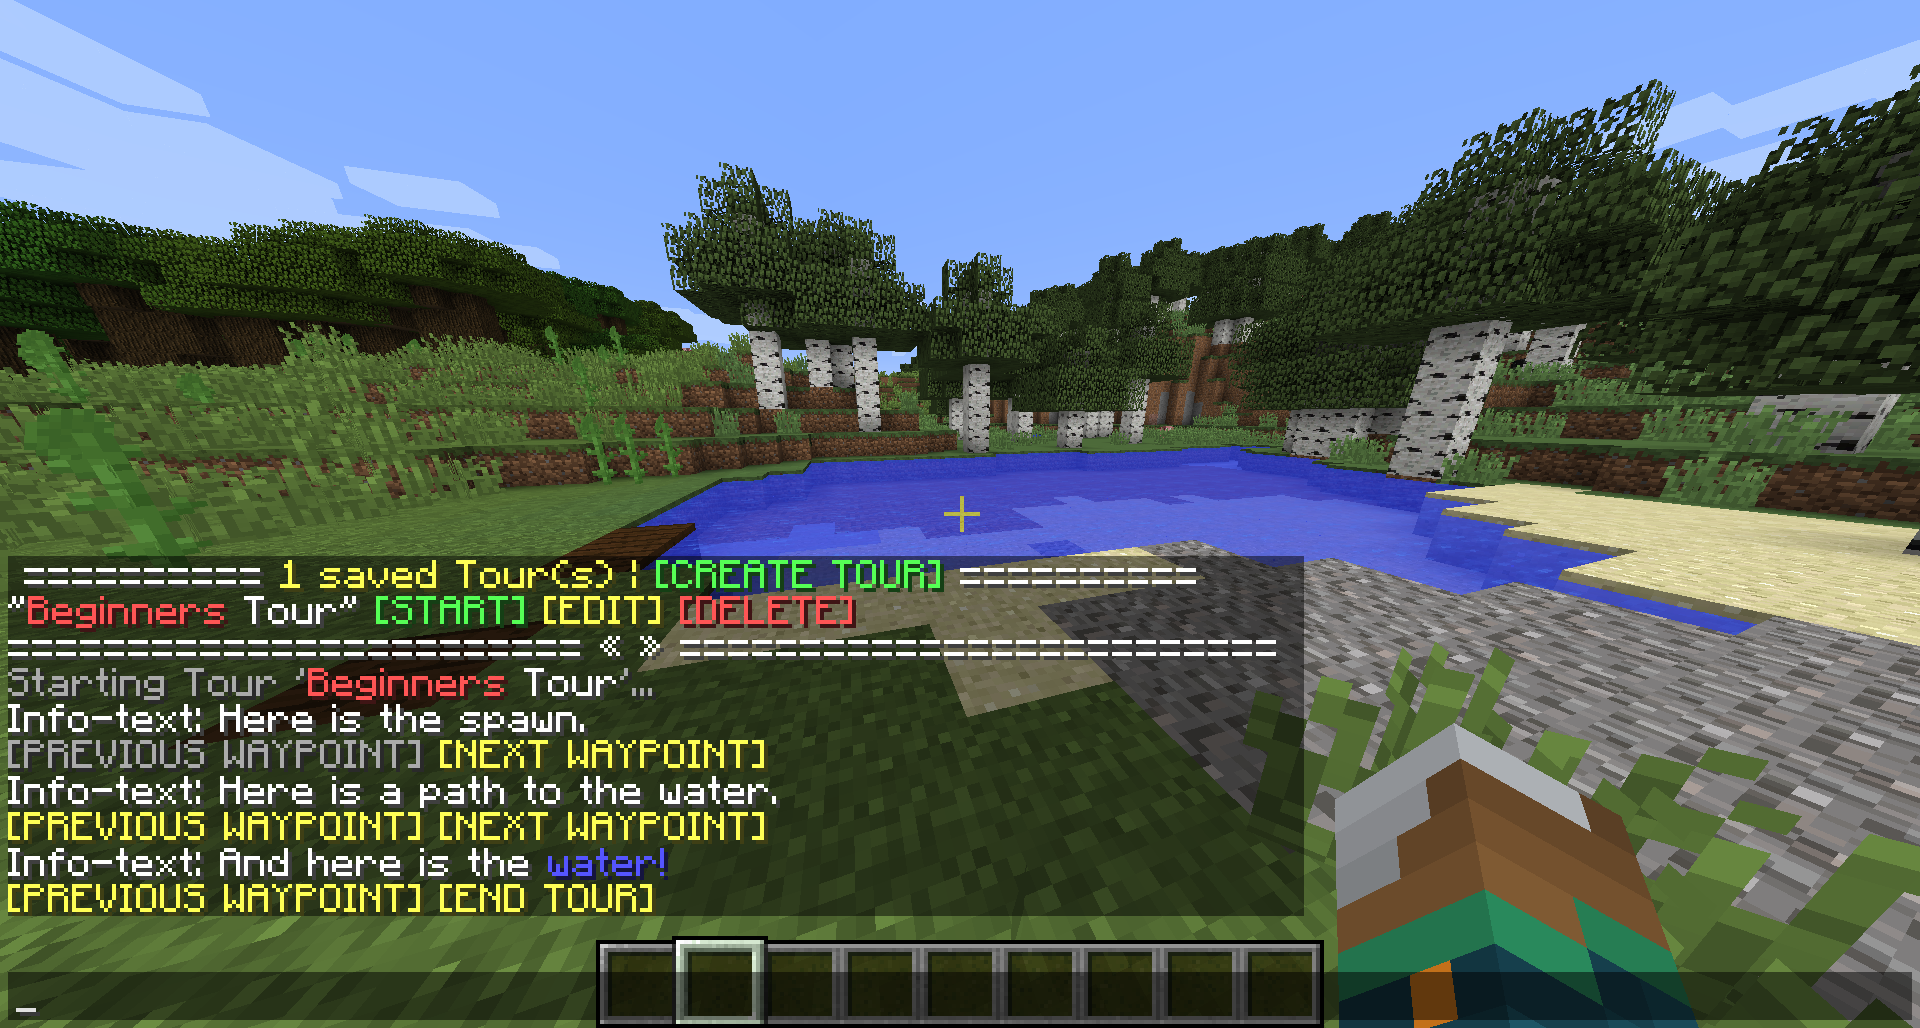 ========== 1 saved Tour(s) ¦ [CREATE TOUR] ==========
"Beginners Tour" [START] [EDIT] [DELETE]
======================== « » =========================
Starting Tour 'Beginners Tour'...
Info-text: Here is the spawn.
[PREVIOUS WAYPOINT] [NEXT WAYPOINT]
Info-text: Here is a path to the water.
[PREVIOUS WAYPOINT] [NEXT WAYPOINT]
Info-text: And here is the water!
[PREVIOUS WAYPOINT] [END TOUR]
_